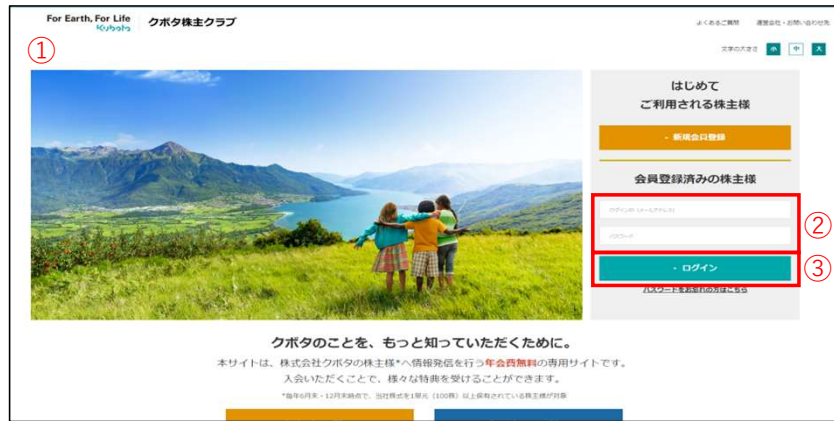 For Earth, For Life
Kubota
クボタ株主クラブ
よくあるご質問 運営会社・お問い合わせ先
文字の大きさ 小 中 大
①
はじめて
ご利用される株主様
新規会員登録
会員登録済みの株主様
ログインID（メールアドレス）
パスワード
②
ログイン
③
パスワードをお忘れの方はこちら
クボタのことを、もっと知っていただくために。
本サイトは、株式会社クボタの株主様*へ情報発信を行う年会費無料の専用サイトです。
入会いただくことで、様々な特典を受けることができます。
*毎年6月末・12月末時点で、当社株式を1単元（100株）以上保有されている株主様が対象